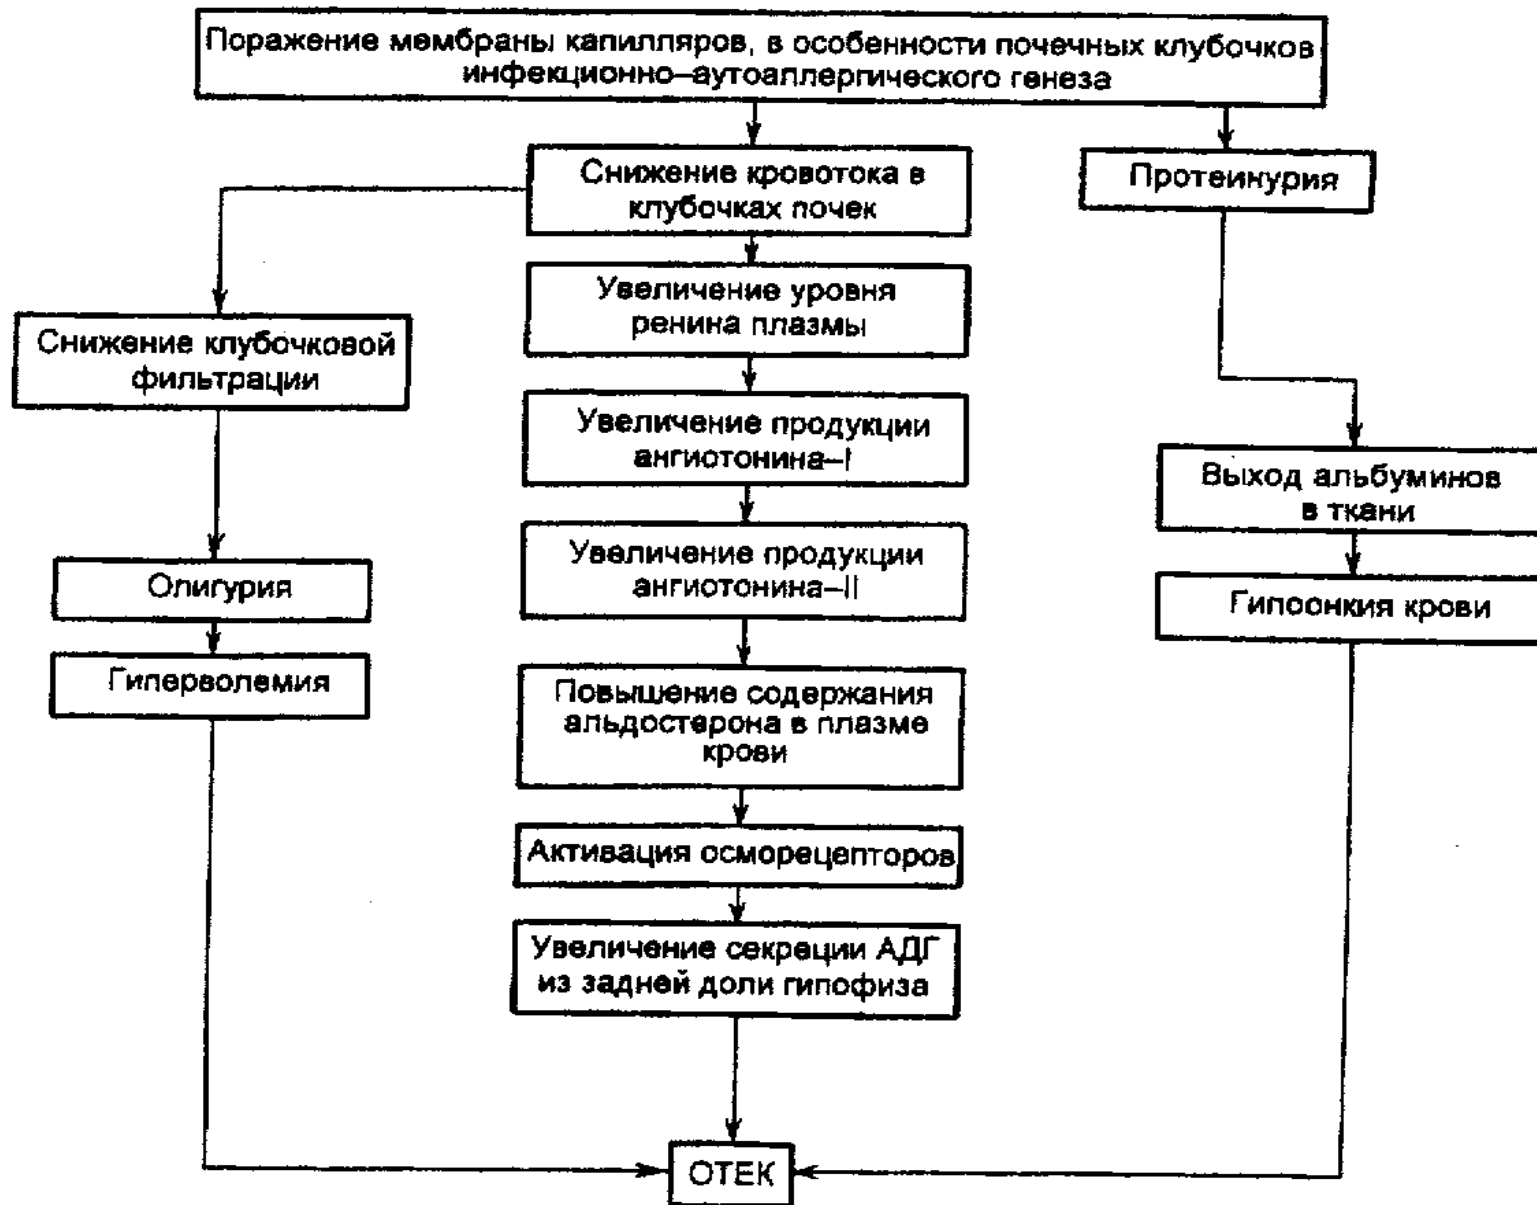 Поражение мембраны капилляров, в особенности почечных клубочков
инфекционно–аутоаллергического генеза
Снижение кровотока в
клубочках почек
Протеинурия
Увеличение уровня
ренина плазмы
Снижение клубочковой
фильтрации
Увеличение продукции
ангиотонина–I
Выход альбуминов
в ткани
Увеличение продукции
ангиотонина–II
Олигурия
Гипоонкия крови
Гиперволемия
Повышение содержания
альдостерона в плазме
крови
Активация осморецепторов
Увеличение секреции АДГ
из задней доли гипофиза
ОТЕК